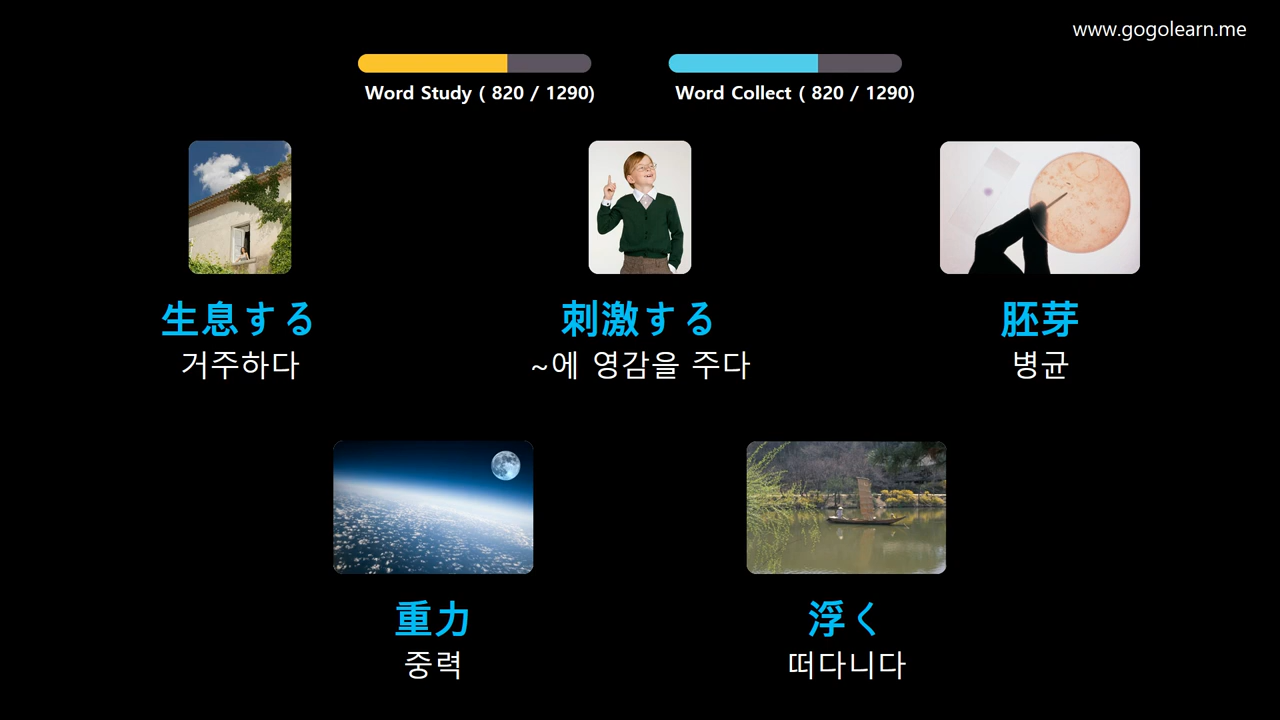 www.gogolearn.me
Word Study ( 820 / 1290)
Word Collect ( 820 / 1290)
生息する
거주하다
刺激する
~에 영감을 주다
胚芽
병균
重力
중력
浮く
떠다니다